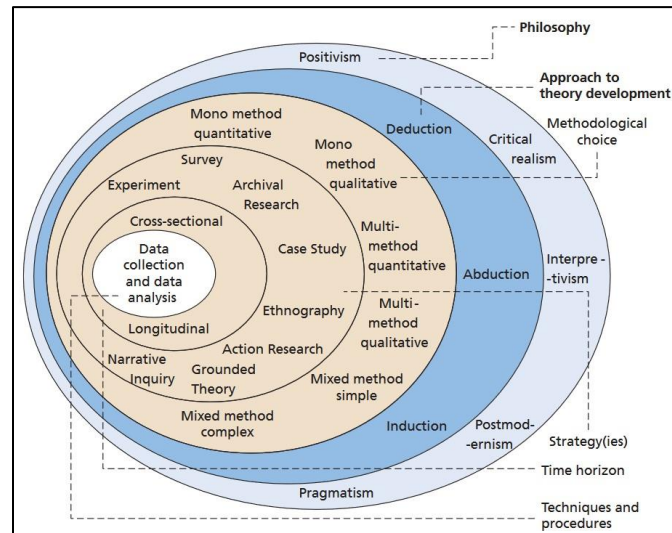 Philosophy
Positivism
Approach to
theory development
Mono method
quantitative
Deduction
Methodological
choice
Critical
realism
Mono
method
qualitative
Survey
Experiment
Archival
Research
Cross-sectional
Data
collection
and data
analysis
Case Study
Multi-
method
quantitative
Abduction
Interpre-
-etivism
Longitudinal
Ethnography
Multi-
method
qualitative
Action Research
Narrative
Inquiry
Grounded
Theory
Mixed method
simple
Mixed method
complex
Induction
Postmod-
-ernism
Strategy(ies)
Time horizon
Pragmatism
Techniques and
procedures